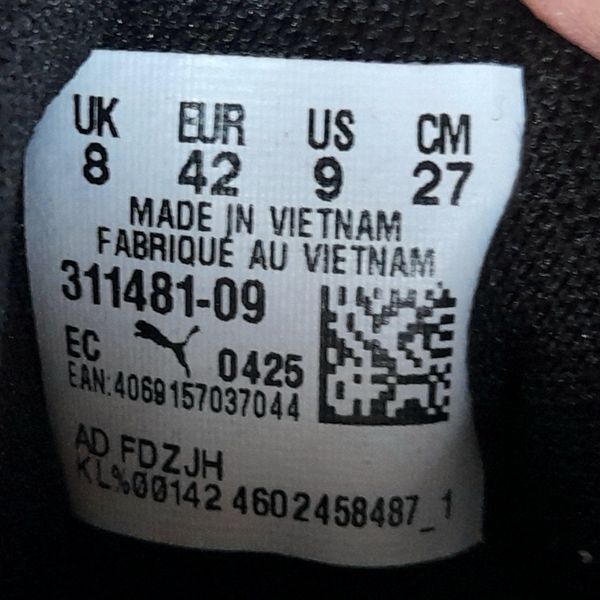 UK EUR US CM
8 42 9 27
MADE IN VIETNAM
FABRIQUÉ AU VIETNAM
311481-09
EC 0425
EAN:4069157037044
AD FDZJH
KL%00142 4602458487_1